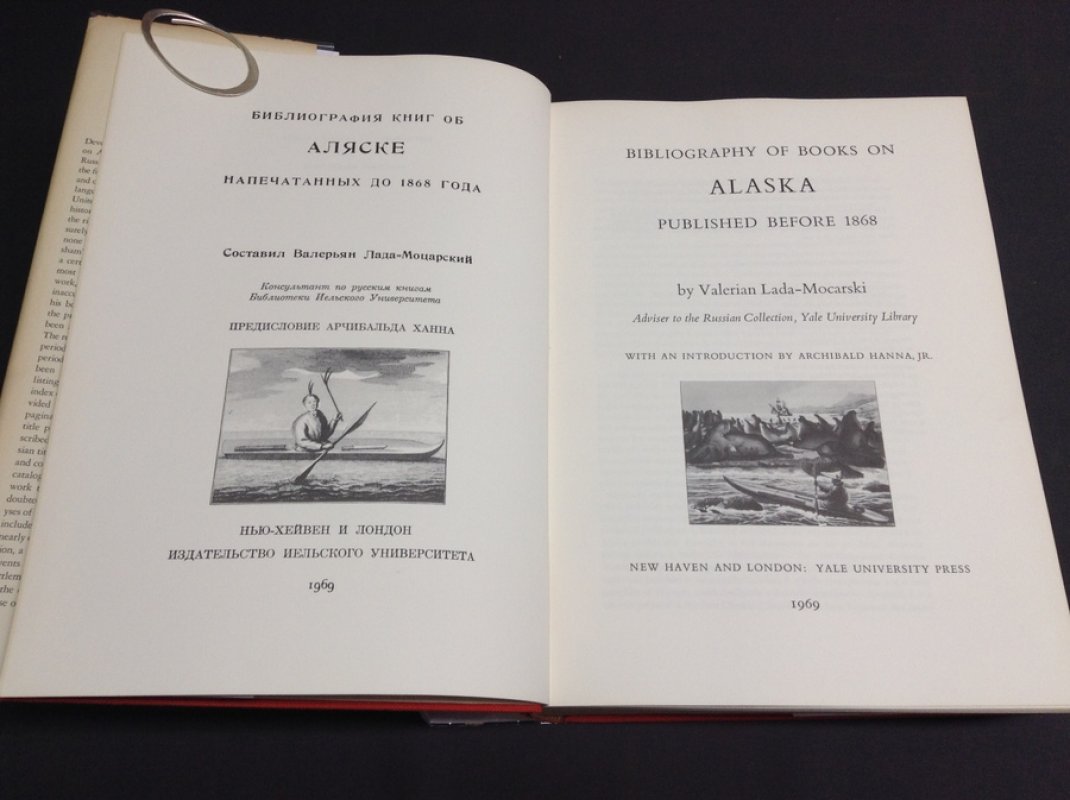 БИБЛИОГРАФИЯ КНИГ ОБ
АЛЯСКЕ
НАПЕЧАТАННЫХ ДО 1868 ГОДА
Составил Валерьян Лада-Моцарский
Консультант по русским книгам
Библиотеки Иельского Университета
ПРЕДИСЛОВИЕ АРЧИБАЛЬДА ХАННА
НЬЮ-ХЕЙВЕН И ЛОНДОН
ИЗДАТЕЛЬСТВО ИЕЛЬСКОГО УНИВЕРСИТЕТА
1969
BIBLIOGRAPHY OF BOOKS ON
ALASKA
PUBLISHED BEFORE 1868
by Valerian Lada-Mocarski
Adviser to the Russian Collection, Yale University Library
WITH AN INTRODUCTION BY ARCHIBALD HANNA, JR.
NEW HAVEN AND LONDON: YALE UNIVERSITY PRESS
1969